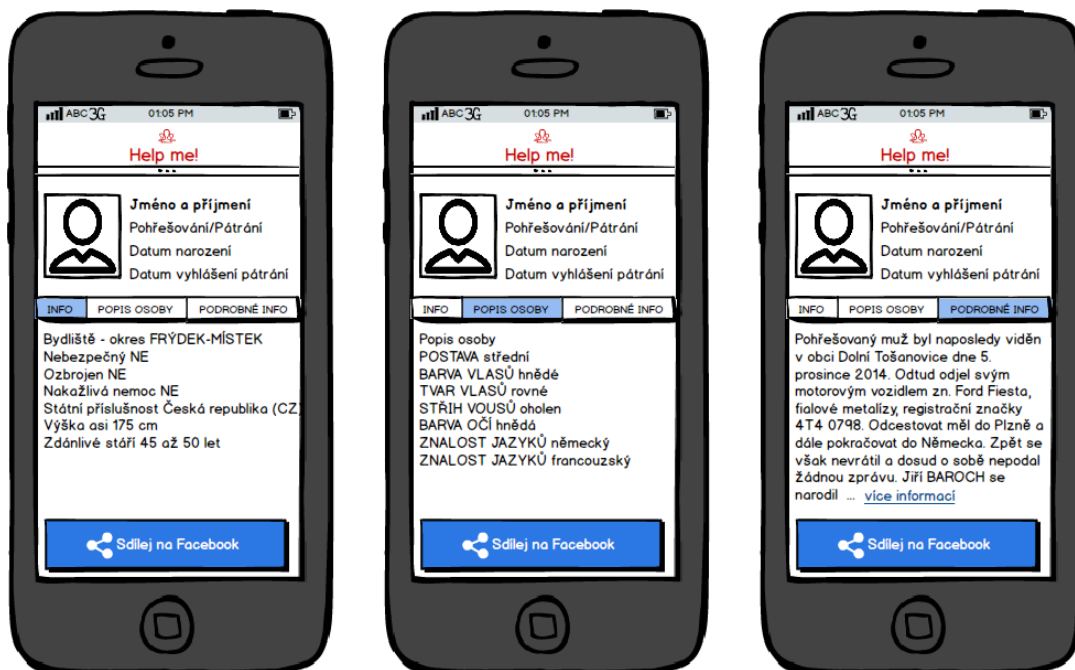 ABC 3G 01:05 PM
Help me!
Jméno a příjmení
Pohřešování/Pátrání
Datum narození
Datum vyhlášení pátrání
INFO POPIS OSOBY PODROBNÉ INFO
Bydliště - okres FRÝDEK-MÍSTEK
Nebezpečný NE
Ozbrojen NE
Nakažlivá nemoc NE
Státní příslušnost Česká republika (CZ)
Výška asi 175 cm
Zdánlivé stáří 45 až 50 let
Sdílej na Facebook
ABC 3G 01:05 PM
Help me!
Jméno a příjmení
Pohřešování/Pátrání
Datum narození
Datum vyhlášení pátrání
INFO POPIS OSOBY PODROBNÉ INFO
Popis osoby
POSTAVA střední
BARVA VLASŮ hnědé
TVAR VLASŮ rovné
STŘIH VOUSŮ oholen
BARVA OČÍ hnědá
ZNALOST JAZYKŮ německý
ZNALOST JAZYKŮ francouzský
Sdílej na Facebook
ABC 3G 01:05 PM
Help me!
Jméno a příjmení
Pohřešování/Pátrání
Datum narození
Datum vyhlášení pátrání
INFO POPIS OSOBY PODROBNÉ INFO
Pohřešovaný muž byl naposledy viděn
v obci Dolní Tošanovice dne 5.
prosince 2014. Odtud odjel svým
motorovým vozidlem zn. Ford Fiesta,
fialové metalízy, registrační značky
4T4 0798. Odcestovat měl do Plzně a
dále pokračovat do Německa. Zpět se
však nevrátil a dosud o sobě nepodal
žádnou zprávu. Jiří BAROCH se
narodil ... více informací
Sdílej na Facebook